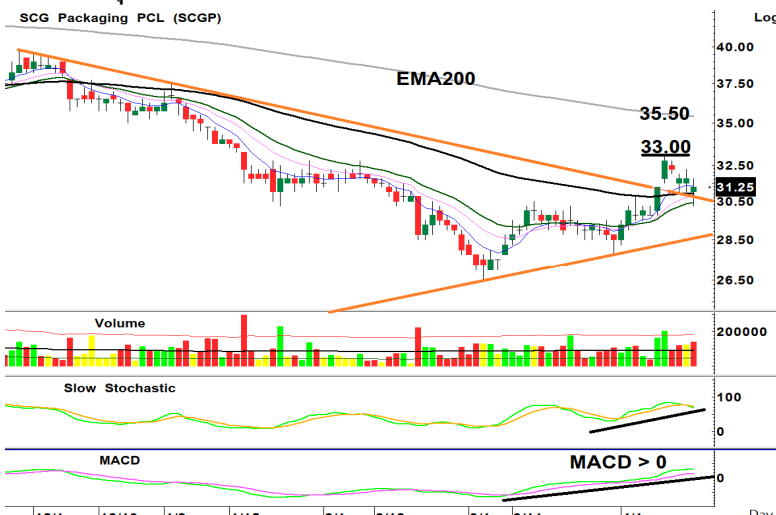 SCG Packaging PCL (SCGP)
Log
40.00
EMA200
37.50
35.50
35.00
33.00
32.50
31.25
30.50
28.50
26.50
Volume
200000
Slow Stochastic
100
0
MACD
MACD > 0
0